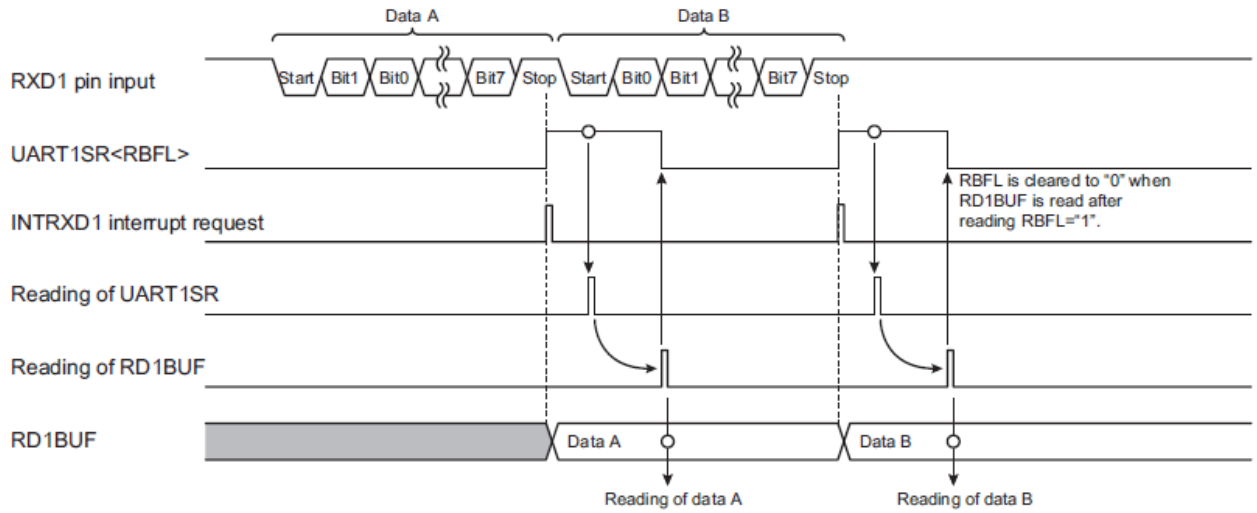 Data A
Data B
RXD1 pin input
Start Bit1 Bit0 Bit7 Stop Start Bit0 Bit1 Bit7 Stop
UART1SR<RBFL>
RBFL is cleared to “0” when
RD1BUF is read after
reading RBFL=“1”.
INTRXD1 interrupt request
Reading of UART1SR
Reading of RD1BUF
RD1BUF
Data A
Data B
Reading of data A
Reading of data B